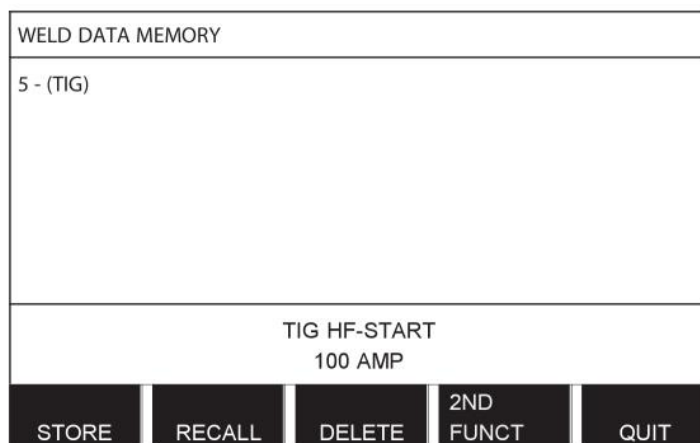 WELD DATA MEMORY
5 - (TIG)
TIG HF-START
100 AMP
STORE
RECALL
DELETE
2ND
FUNCT
QUIT